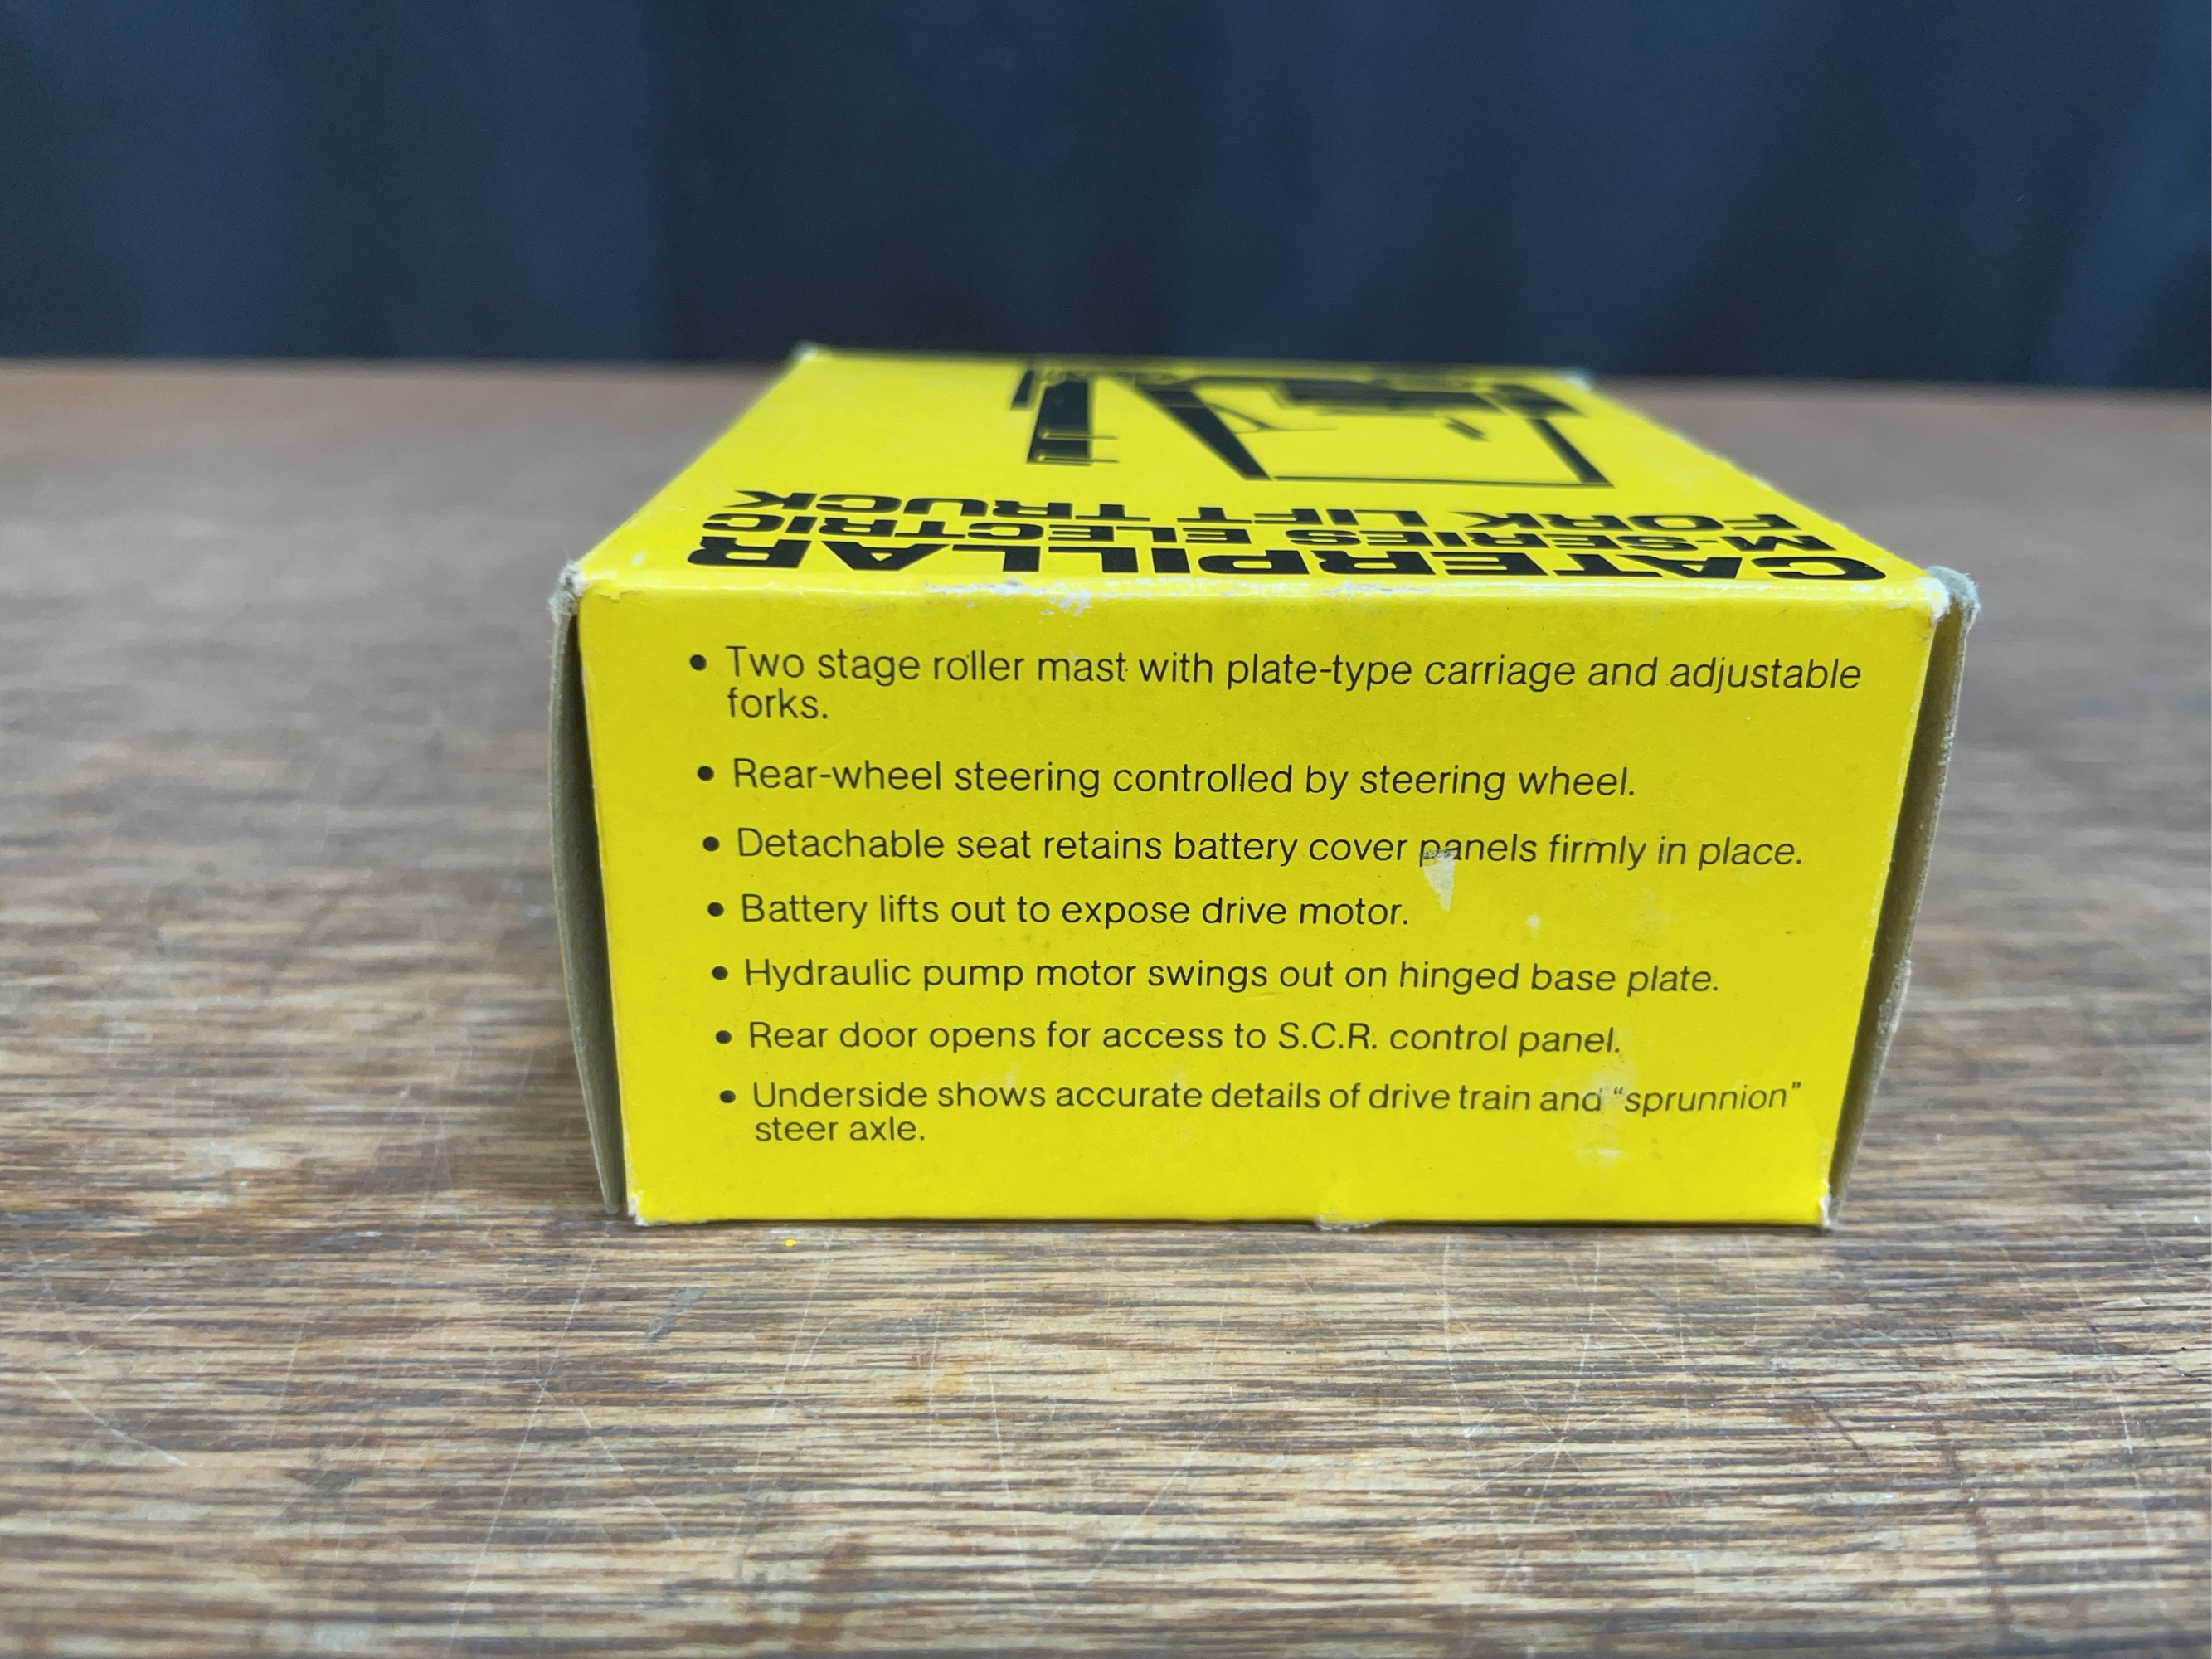 CATERPILLAR
M-SERIES ELECTRIC
FORK LIFT TRUCK
• Two stage roller mast with plate-type carriage and adjustable
forks.
• Rear-wheel steering controlled by steering wheel.
• Detachable seat retains battery cover panels firmly in place.
• Battery lifts out to expose drive motor.
• Hydraulic pump motor swings out on hinged base plate.
• Rear door opens for access to S.C.R. control panel.
• Underside shows accurate details of drive train and “sprunnion”
steer axle.